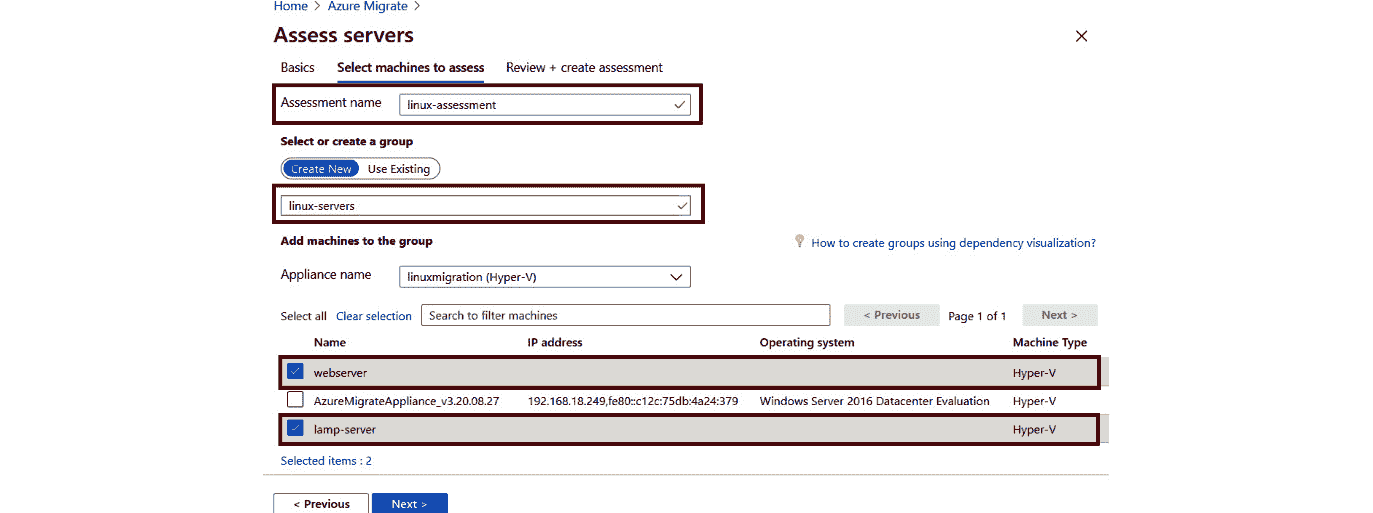 Home > Azure Migrate >
Assess servers
Basics Select machines to assess Review + create assessment
Assessment name linux-assessment
Select or create a group
Create New Use Existing
linux-servers
Add machines to the group How to create groups using dependency visualization?
Appliance name linuxmigration (Hyper-V)
Select all Clear selection Search to filter machines < Previous Page 1 of 1 Next >
Name IP address Operating system Machine Type
webserver Hyper-V
AzureMigrateAppliance_v3.20.08.27 192.168.18.249,fe80::c12c:75db:4a24:379 Windows Server 2016 Datacenter Evaluation Hyper-V
lamp-server Hyper-V
Selected items : 2
< Previous Next >